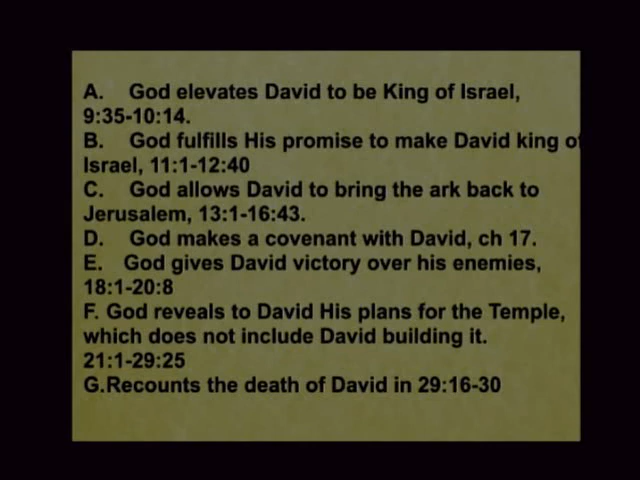 A. God elevates David to be King of Israel,
9:35-10:14.
B. God fulfills His promise to make David king of
Israel, 11:1-12:40
C. God allows David to bring the ark back to
Jerusalem, 13:1-16:43.
D. God makes a covenant with David, ch 17.
E. God gives David victory over his enemies,
18:1-20:8
F. God reveals to David His plans for the Temple,
which does not include David building it.
21:1-29:25
G.Recounts the death of David in 29:16-30